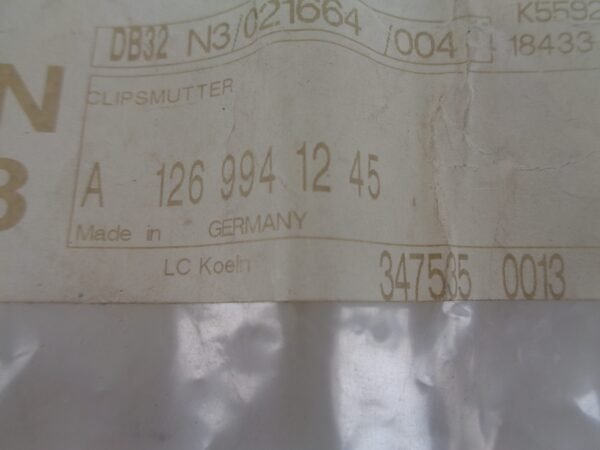 K5592
DB32 N3/021664 /004 18433
N
CLIPSMUTTER
A 126 994 12 45
Made in GERMANY
LC Koeln
347535 0013